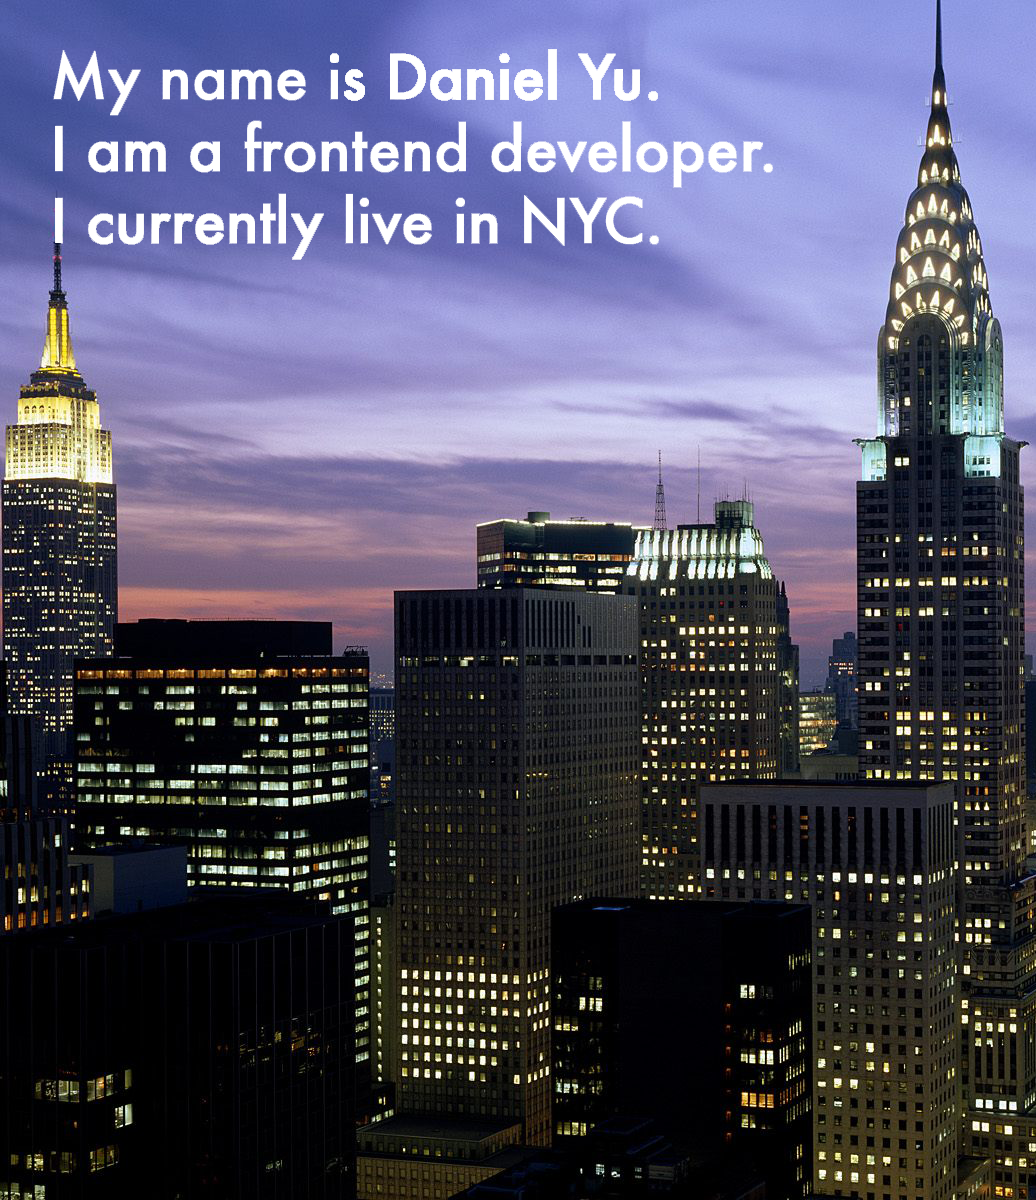 My name is Daniel Yu.
I am a frontend developer.
I currently live in NYC.